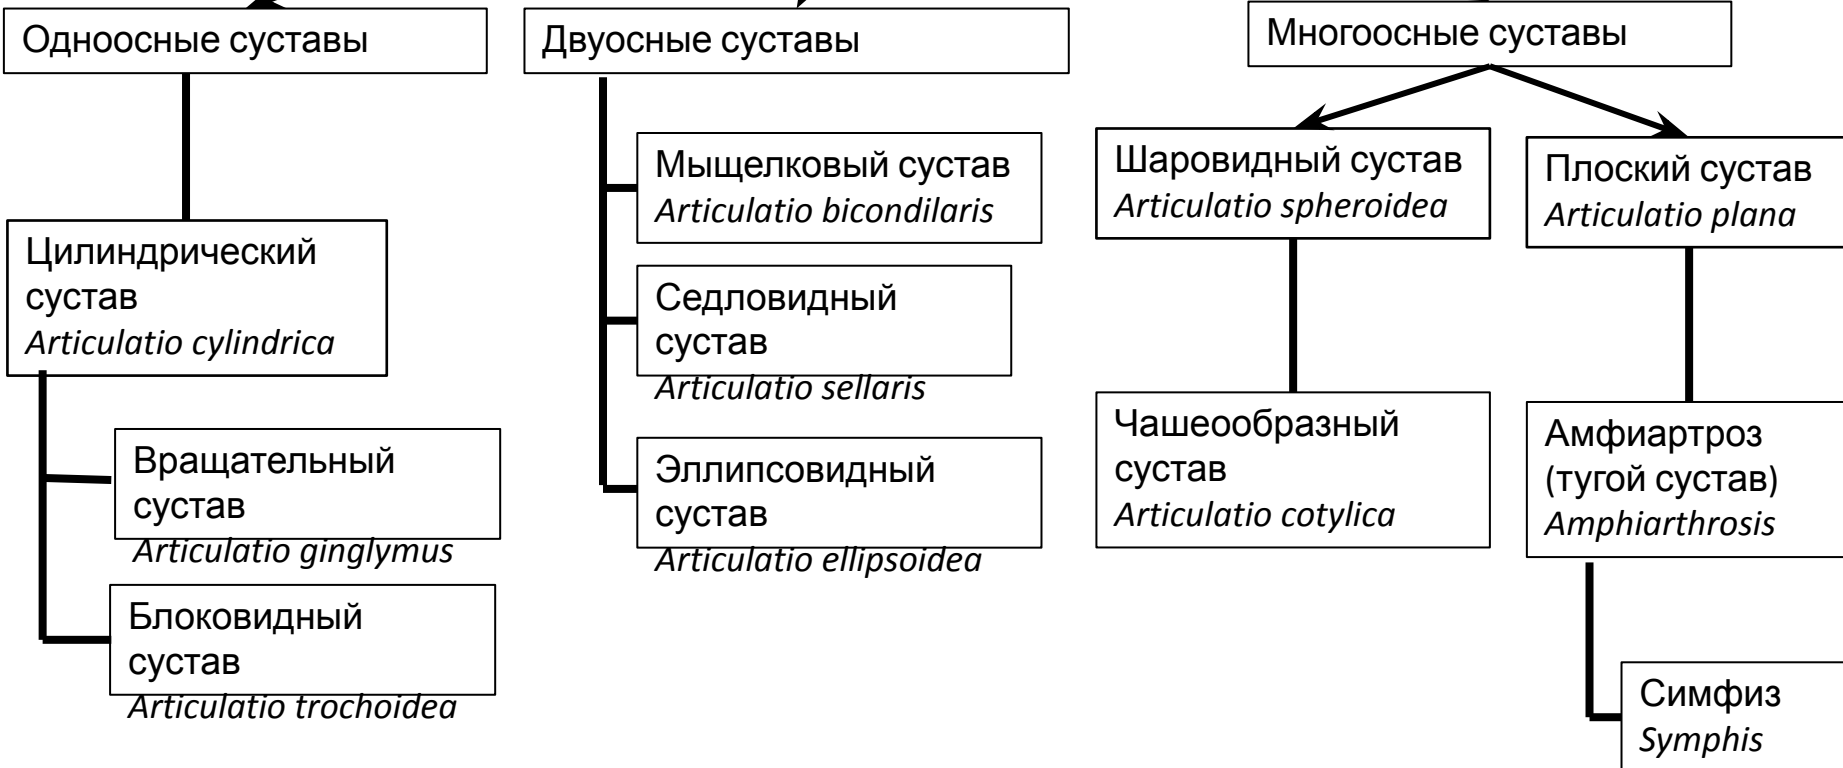 Одноосные суставы
Цилиндрический
сустав
Articulatio cylindrica
Вращательный
сустав
Articulatio ginglymus
Блоковидный
сустав
Articulatio trochoidea
Двуосные суставы
Мыщелковый сустав
Articulatio bicondilaris
Седловидный
сустав
Articulatio sellaris
Эллипсовидный
сустав
Articulatio ellipsoidea
Многоосные суставы
Шаровидный сустав
Articulatio spheroidea
Чашеообразный
сустав
Articulatio cotylica
Плоский сустав
Articulatio plana
Амфиартроз
(тугой сустав)
Amphiarthrosis
Симфиз
Symphis